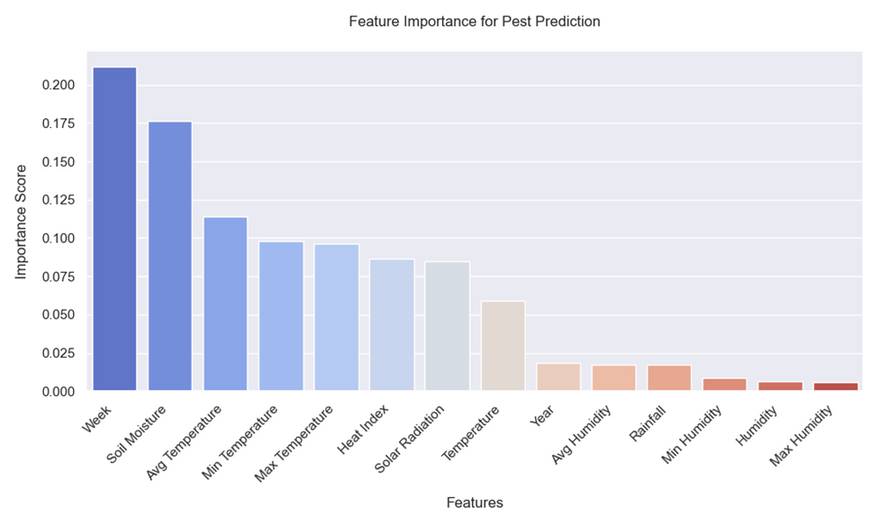 Feature Importance for Pest Prediction
0.200
0.175
0.150
0.125
0.100
0.075
0.050
0.025
0.000
Importance Score
Week
Soil Moisture
Avg Temperature
Min Temperature
Max Temperature
Heat Index
Solar Radiation
Temperature
Year
Avg Humidity
Rainfall
Min Humidity
Humidity
Max Humidity
Features